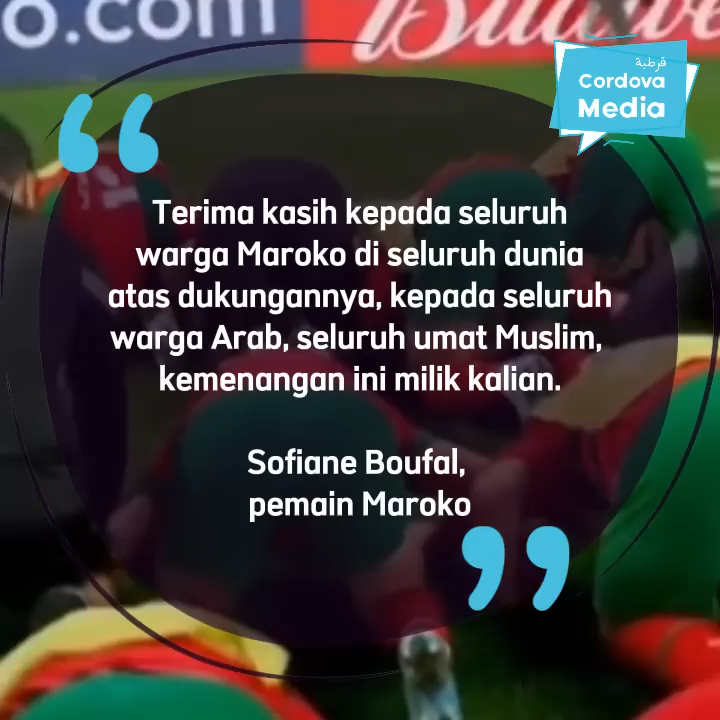 o.com
قرطبة
Cordova
Media
“
Terima kasih kepada seluruh
warga Maroko di seluruh dunia
atas dukungannya, kepada seluruh
warga Arab, seluruh umat Muslim,
kemenangan ini milik kalian.
Sofiane Boufal,
pemain Maroko
”